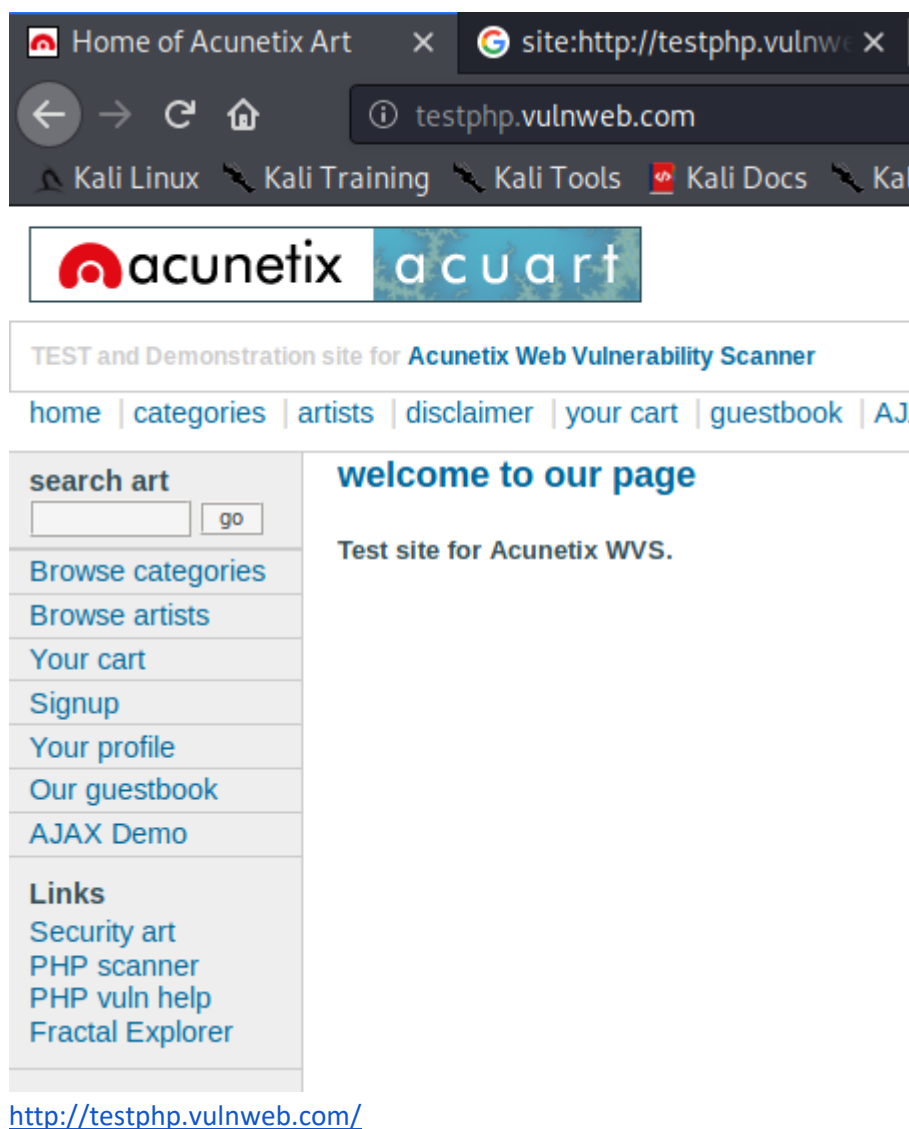 Home of Acunetix Art
site:http://testphp.vulnwe
testphp.vulnweb.com
Kali Linux Kali Training Kali Tools Kali Docs Kal
acunetix acuart
TEST and Demonstration site for Acunetix Web Vulnerability Scanner
home | categories | artists | disclaimer | your cart | guestbook | AJ
search art
go
Browse categories
Browse artists
Your cart
Signup
Your profile
Our guestbook
AJAX Demo
Links
Security art
PHP scanner
PHP vuln help
Fractal Explorer
welcome to our page
Test site for Acunetix WVS.
http://testphp.vulnweb.com/